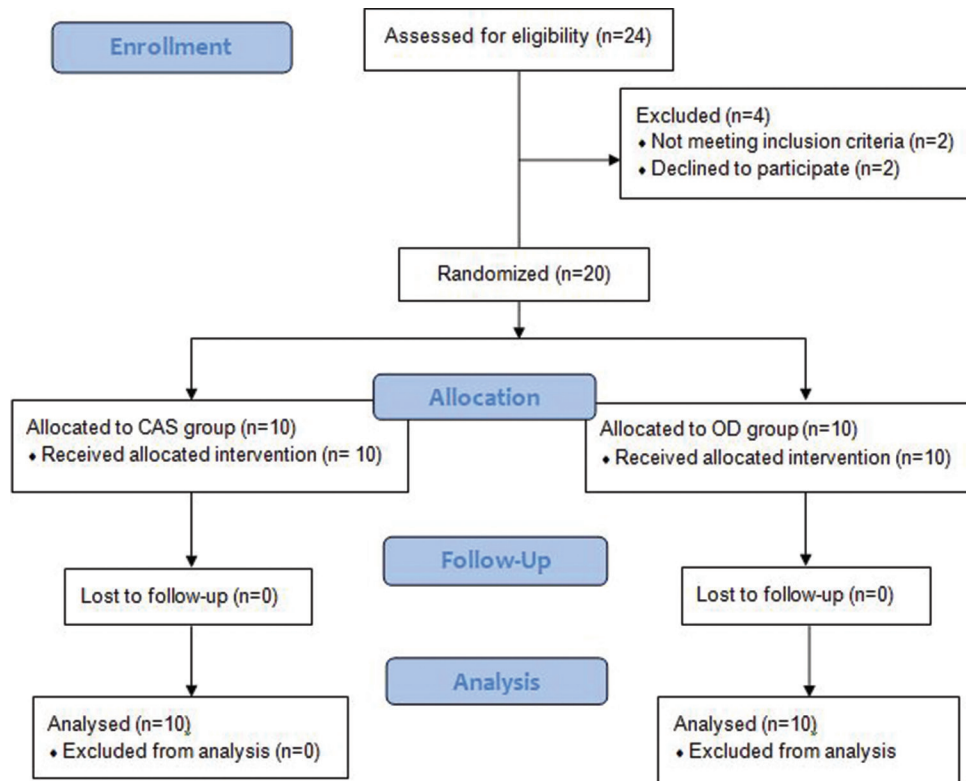 Enrollment
Assessed for eligibility (n=24)
Excluded (n=4)
♦ Not meeting inclusion criteria (n=2)
♦ Declined to participate (n=2)
Randomized (n=20)
Allocation
Allocated to CAS group (n=10)
♦ Received allocated intervention (n= 10)
Allocated to OD group (n=10)
♦ Received allocated intervention (n=10)
Follow-Up
Lost to follow-up (n=0)
Lost to follow-up (n=0)
Analysis
Analysed (n=10)
♦ Excluded from analysis (n=0)
Analysed (n=10)
♦ Excluded from analysis